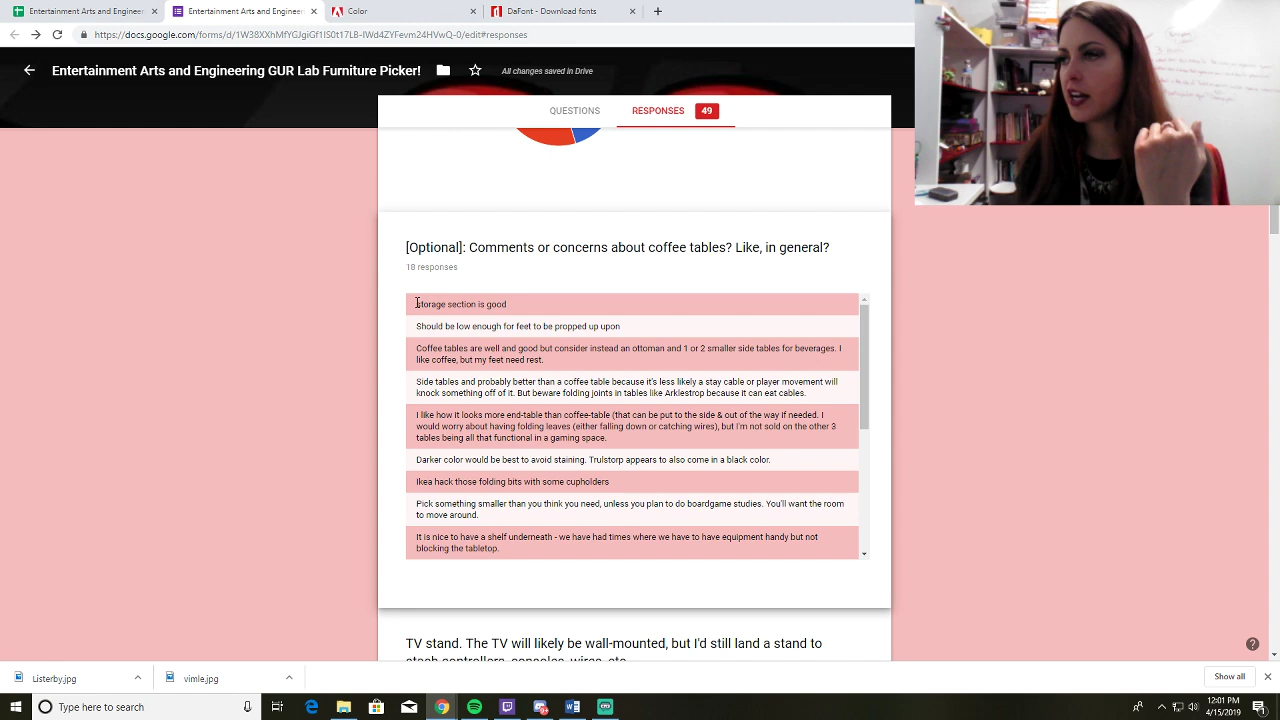 Entertainment Arts and Engineer
Entertainment Arts and Engineer
Color
DaFont - Download fonts
Entertainment Arts and Engineering GUR Lab Furniture Picker!
All changes saved in Drive
QUESTIONS
RESPONSES
49
[Optional]: Comments or concerns about coffee tables? Like, in general?
18 responses
Storage section is good
Should be low enough for feet to be propped up upon
Coffee tables are well and good but consider instead an ottoman and 1 or 2 smaller side tables for beverages. I
like coffee, but my feet need rest.
Side tables and probably better than a coffee table because it's less likely a stay cable or player movement will
knock something off of it. But beware folding joints in tables like Arklestrop because it can eat cables.
I like how it looks more end-table than coffee-table (that can be put to the side & out of the way if needed. I
would worry about having folding leaves (either falling down or catching wires), but I'm not sold on the other 3
tables being all that functional in a gaming space.
Darker color would be best to avoid staining. Trulstorp appears to also come in a black color.
Ikea hack those folding bits with some cupholders
Pick something smaller than you think you need, unless you plan to do boardgame studies. You'll want the room
to move around.
It is nice to have a shelf underneath - we have had times where we have to have equipment handy but not
blocking the tabletop.
TV stand. The TV will likely be wall-mounted, but I'd still land a stand to
Listerby.jpg
vimle.jpg
Show all
Type here to search
12:01 PM
4/15/2019